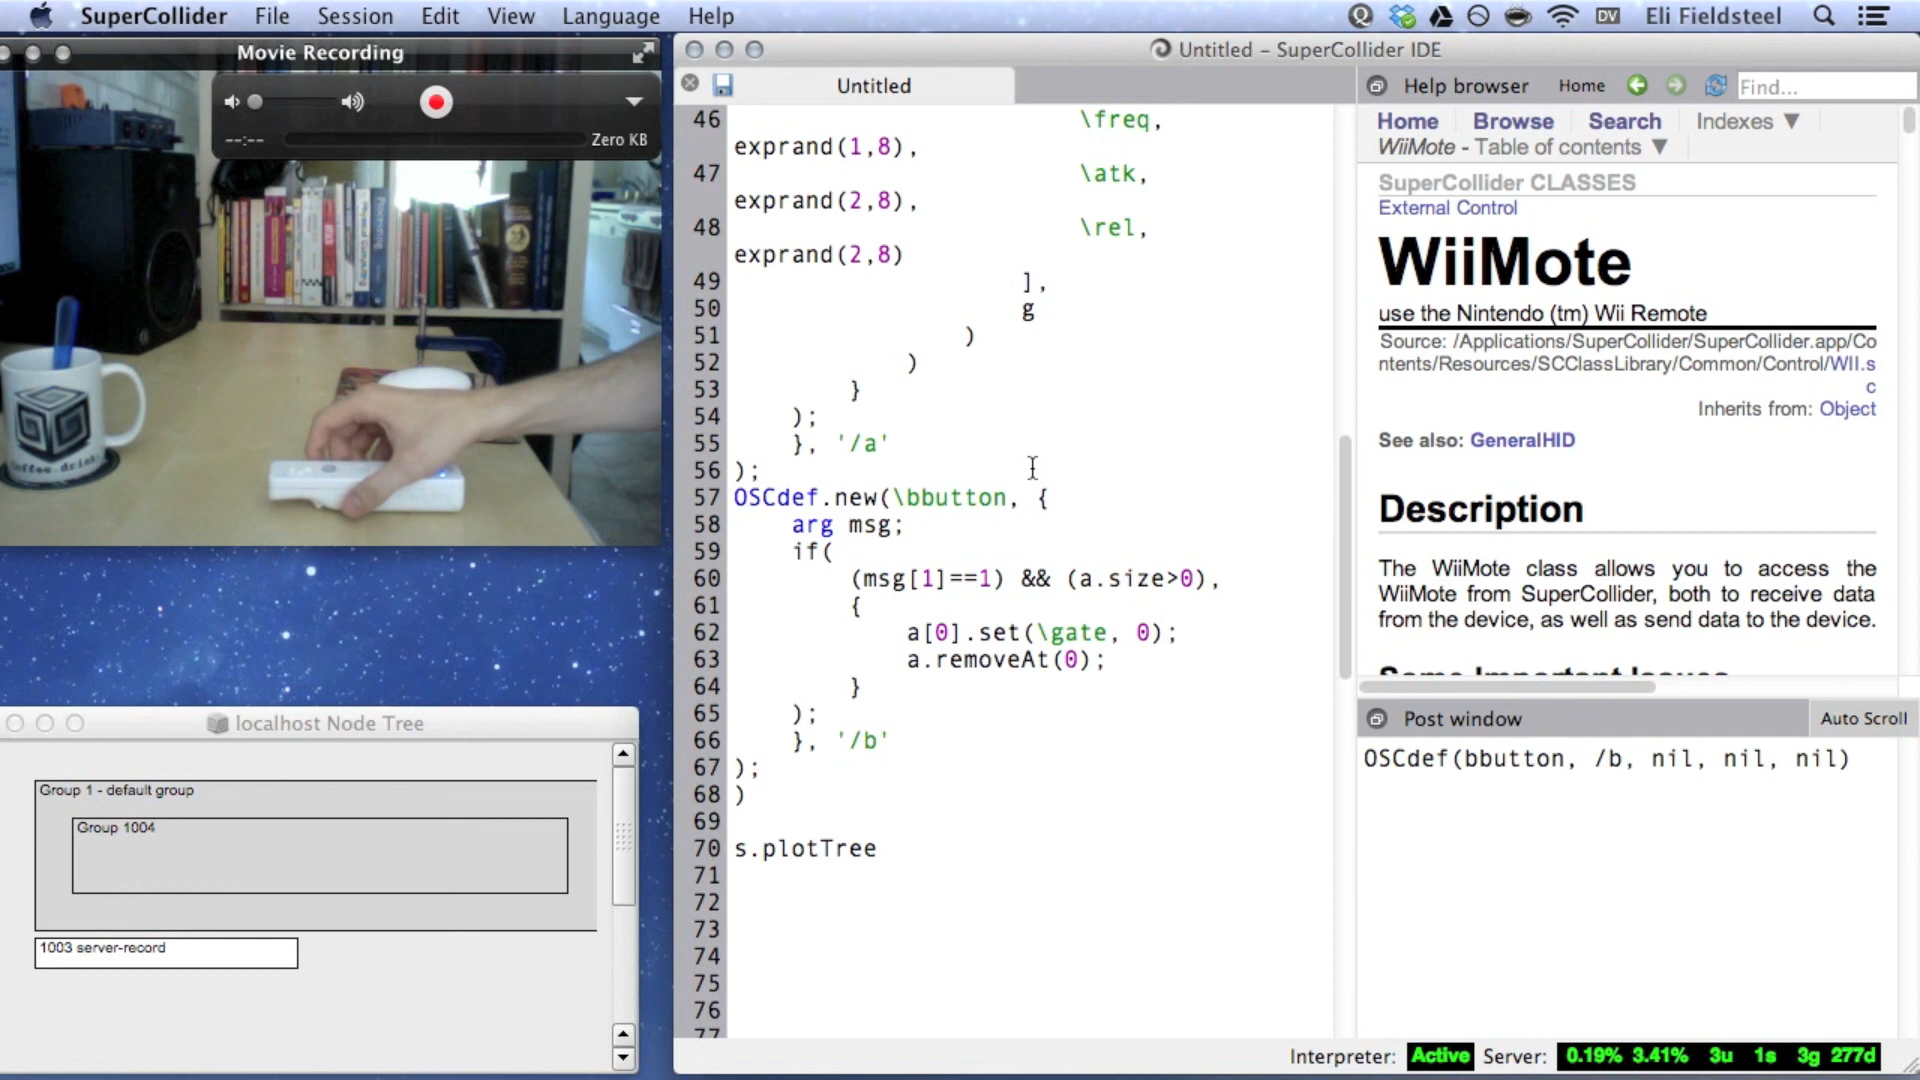 SuperCollider File Session Edit View Language Help
DV Eli Fieldsteel
Movie Recording
--:--
Zero KB
coffee.drink
localhost Node Tree
Group 1 - default group
Group 1004
1003 server-record
Untitled – SuperCollider IDE
Untitled
46 \freq,
exprand(1,8),
47 \atk,
exprand(2,8),
48 \rel,
exprand(2,8)
49 ],
50 g
51 )
52 )
53 }
54 );
55 }, '/a'
56 );
57 OSCdef.new(\bbutton, {
58 arg msg;
59 if(
60 (msg[1]==1) && (a.size>0),
61 {
62 a[0].set(\gate, 0);
63 a.removeAt(0);
64 }
65 );
66 }, '/b'
67 );
68 )
69
70 s.plotTree
71
72
73
74
75
76
77
Help browser Home Find...
Home Browse Search Indexes ▼
WiiMote - Table of contents ▼
SuperCollider CLASSES
External Control
WiiMote
use the Nintendo (tm) Wii Remote
Source: /Applications/SuperCollider/SuperCollider.app/Co
ntents/Resources/SCClassLibrary/Common/Control/WII.s
c
Inherits from: Object
See also: GeneralHID
Description
The WiiMote class allows you to access the
WiiMote from SuperCollider, both to receive data
from the device, as well as send data to the device.
Some Important Issues
Post window Auto Scroll
OSCdef(bbutton, /b, nil, nil, nil)
Interpreter: Active Server: 0.19% 3.41% 3u 1s 3g 277d